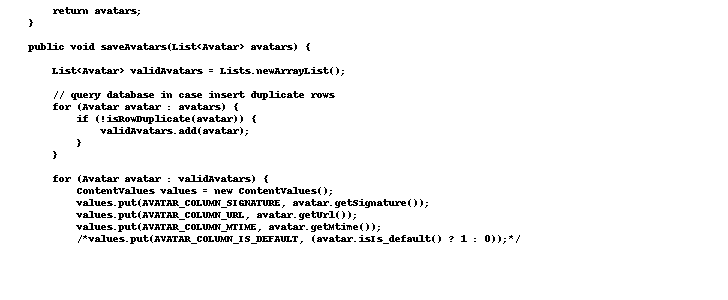 return avatars;
}
public void saveAvatars(List<Avatar> avatars) {
List<Avatar> validAvatars = Lists.newArrayList();
// query database in case insert duplicate rows
for (Avatar avatar : avatars) {
if (!isRowDuplicate(avatar)) {
validAvatars.add(avatar);
}
}
for (Avatar avatar : validAvatars) {
ContentValues values = new ContentValues();
values.put(AVATAR_COLUMN_SIGNATURE, avatar.getSignature());
values.put(AVATAR_COLUMN_URL, avatar.getUrl());
values.put(AVATAR_COLUMN_MTIME, avatar.getMtime());
/*values.put(AVATAR_COLUMN_IS_DEFAULT, (avatar.isIs_default() ? 1 : 0));*/